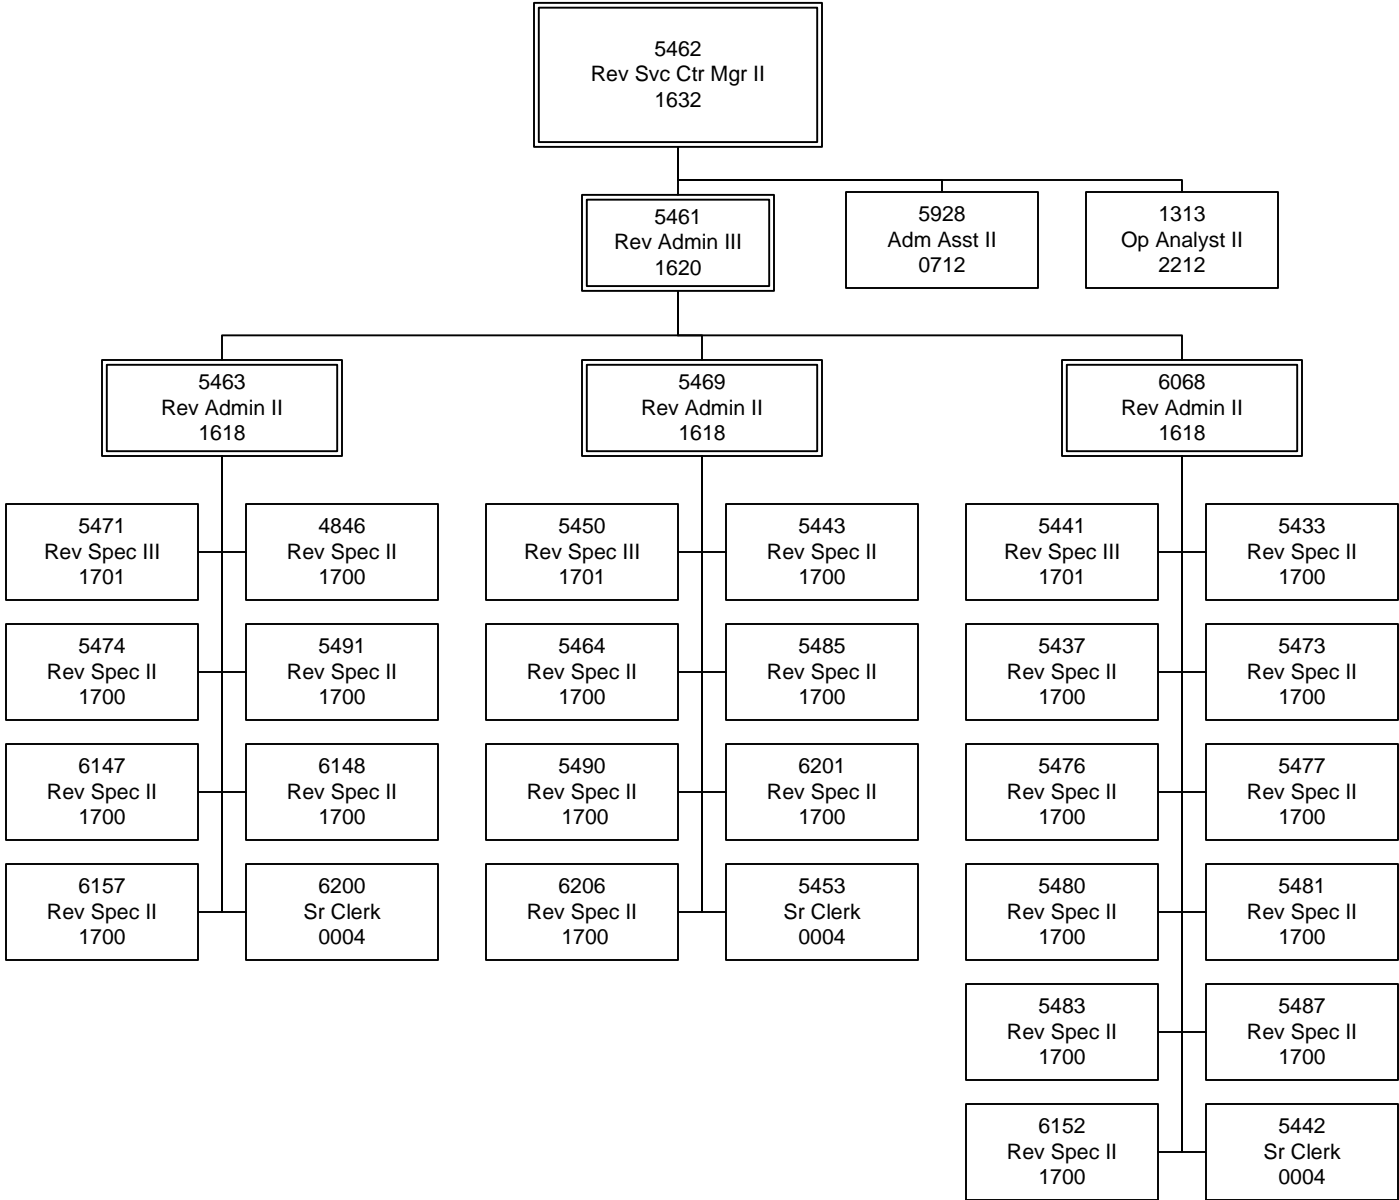 5462
Rev Svc Ctr Mgr II
1632
5461
Rev Admin III
1620
5928
Adm Asst II
0712
1313
Op Analyst II
2212
5463
Rev Admin II
1618
5469
Rev Admin II
1618
6068
Rev Admin II
1618
5471
Rev Spec III
1701
4846
Rev Spec II
1700
5450
Rev Spec III
1701
5443
Rev Spec II
1700
5441
Rev Spec III
1701
5433
Rev Spec II
1700
5474
Rev Spec II
1700
5491
Rev Spec II
1700
5464
Rev Spec II
1700
5485
Rev Spec II
1700
5437
Rev Spec II
1700
5473
Rev Spec II
1700
6147
Rev Spec II
1700
6148
Rev Spec II
1700
5490
Rev Spec II
1700
6201
Rev Spec II
1700
5476
Rev Spec II
1700
5477
Rev Spec II
1700
6157
Rev Spec II
1700
6200
Sr Clerk
0004
6206
Rev Spec II
1700
5453
Sr Clerk
0004
5480
Rev Spec II
1700
5481
Rev Spec II
1700
5483
Rev Spec II
1700
5487
Rev Spec II
1700
6152
Rev Spec II
1700
5442
Sr Clerk
0004